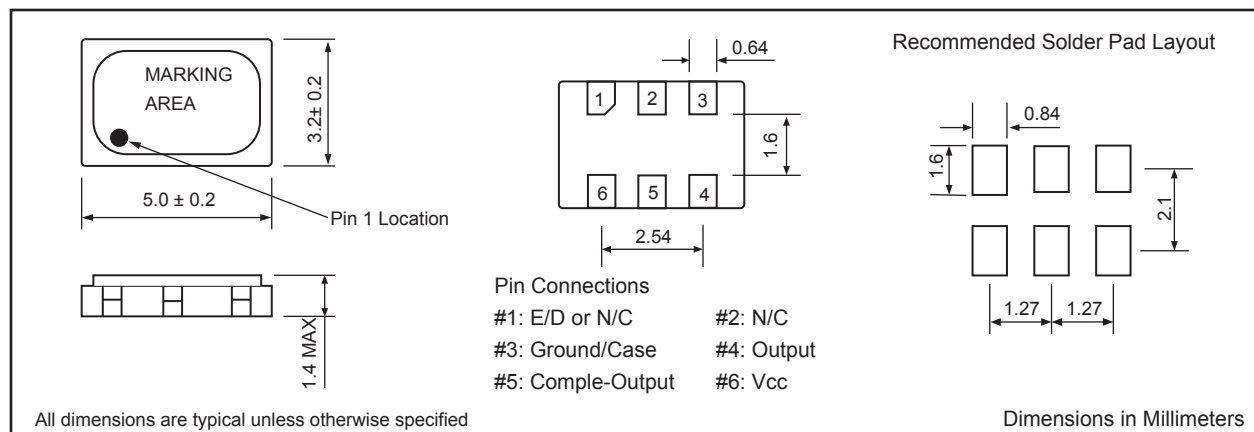 MARKING
AREA
3.2± 0.2
5.0 ± 0.2
Pin 1 Location
1.4 MAX
All dimensions are typical unless otherwise specified
0.64
1 2 3
1.6
6 5 4
2.54
Pin Connections
#1: E/D or N/C #2: N/C
#3: Ground/Case #4: Output
#5: Comple-Output #6: Vcc
Recommended Solder Pad Layout
0.84
1.6
2.1
1.27 1.27
Dimensions in Millimeters